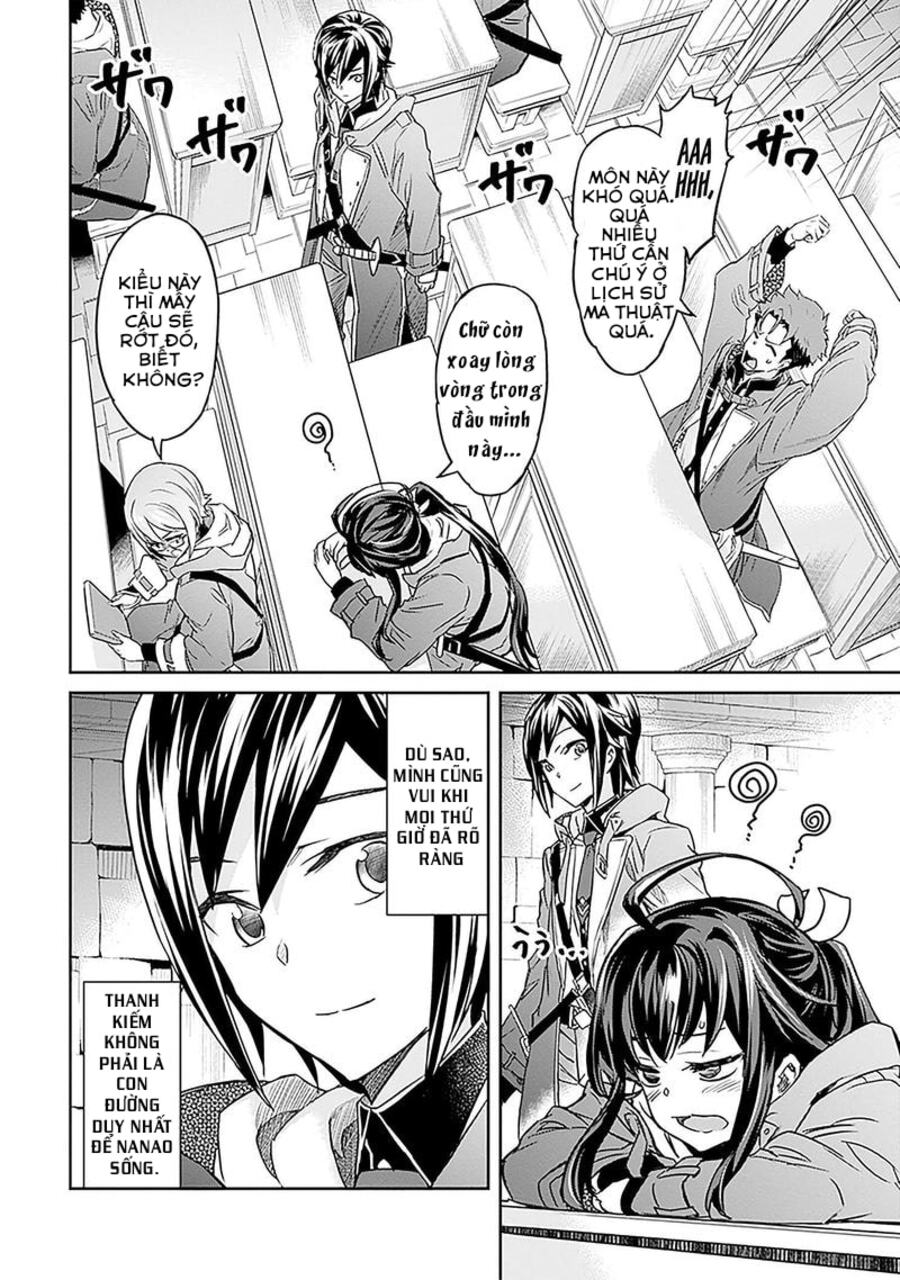 ザワ
ザワ
ザワ
ザワ
AAA
HHH,
MÔN NÀY
KHÓ QUÁ.
QUÁ
NHIỀU
THỨ CẦN
CHÚ Ý Ở
LỊCH SỬ
MA THUẬT
QUÁ.
Chữ còn
xoay lòng
vòng trong
đầu mình
này...
KIỂU NÀY
THÌ MẤY
CẬU SẼ
RỚT ĐÓ,
BIẾT
KHÔNG?
うぅ...
DÙ SAO,
MÌNH CŨNG
VUI KHI
MỌI THỨ
GIỜ ĐÃ RÕ
RÀNG
THANH
KIẾM
KHÔNG
PHẢI LÀ
CON
ĐƯỜNG
DUY NHẤT
ĐỂ NANAO
SỐNG.